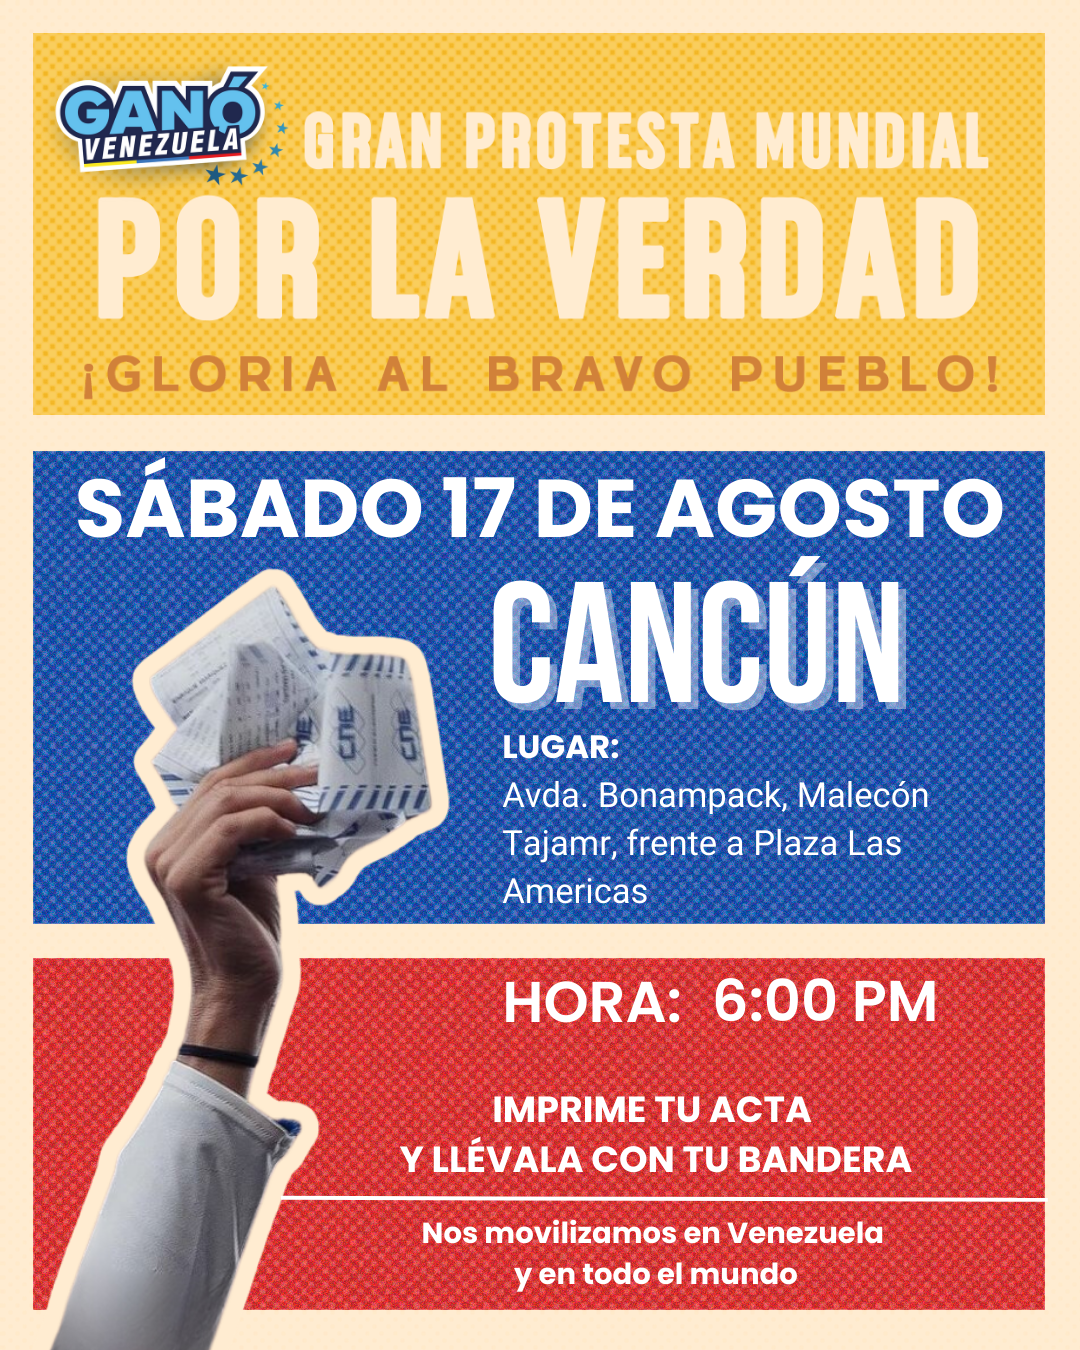 GANÓ
VENEZUELA
GRAN PROTESTA MUNDIAL
POR LA VERDAD
¡GLORIA AL BRAVO PUEBLO!
SÁBADO 17 DE AGOSTO
CANCÚN
LUGAR:
Avda. Bonampack, Malecón
Tajamr, frente a Plaza Las
Americas
CNE
CNE
HORA: 6:00 PM
IMPRIME TU ACTA
Y LLÉVALA CON TU BANDERA
Nos movilizamos en Venezuela
y en todo el mundo